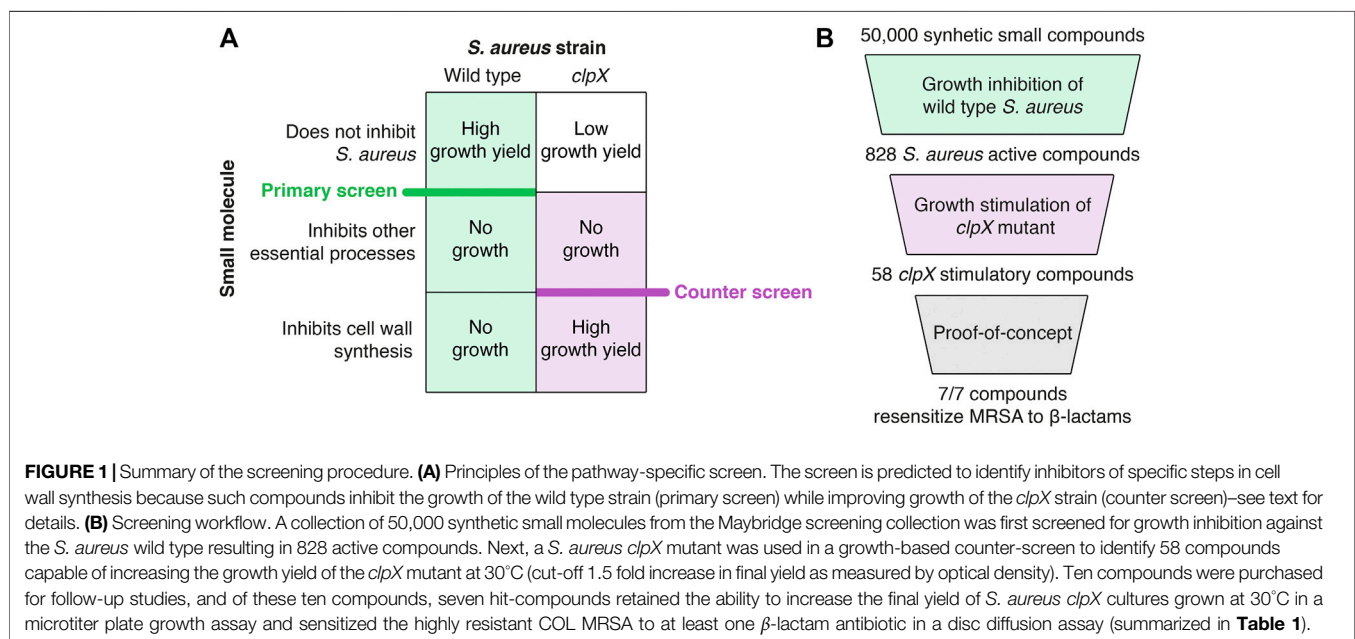 A
S. aureus strain
Wild type
clpX
Small molecule
Does not inhibit
S. aureus
High
growth yield
Low
growth yield
Primary screen
Inhibits other
essential processes
No
growth
No
growth
Counter screen
Inhibits cell wall
synthesis
No
growth
High
growth yield
B
50,000 synhetic small compounds
Growth inhibition of
wild type S. aureus
828 S. aureus active compounds
Growth stimulation of
clpX mutant
58 clpX stimulatory compounds
Proof-of-concept
7/7 compounds
resensitize MRSA to β-lactams
FIGURE 1 | Summary of the screening procedure. (A) Principles of the pathway-specific screen. The screen is predicted to identify inhibitors of specific steps in cell
wall synthesis because such compounds inhibit the growth of the wild type strain (primary screen) while improving growth of the clpX strain (counter screen)–see text for
details. (B) Screening workflow. A collection of 50,000 synthetic small molecules from the Maybridge screening collection was first screened for growth inhibition against
the S. aureus wild type resulting in 828 active compounds. Next, a S. aureus clpX mutant was used in a growth-based counter-screen to identify 58 compounds
capable of increasing the growth yield of the clpX mutant at 30°C (cut-off 1.5 fold increase in final yield as measured by optical density). Ten compounds were purchased
for follow-up studies, and of these ten compounds, seven hit-compounds retained the ability to increase the final yield of S. aureus clpX cultures grown at 30°C in a
microtiter plate growth assay and sensitized the highly resistant COL MRSA to at least one β-lactam antibiotic in a disc diffusion assay (summarized in Table 1).